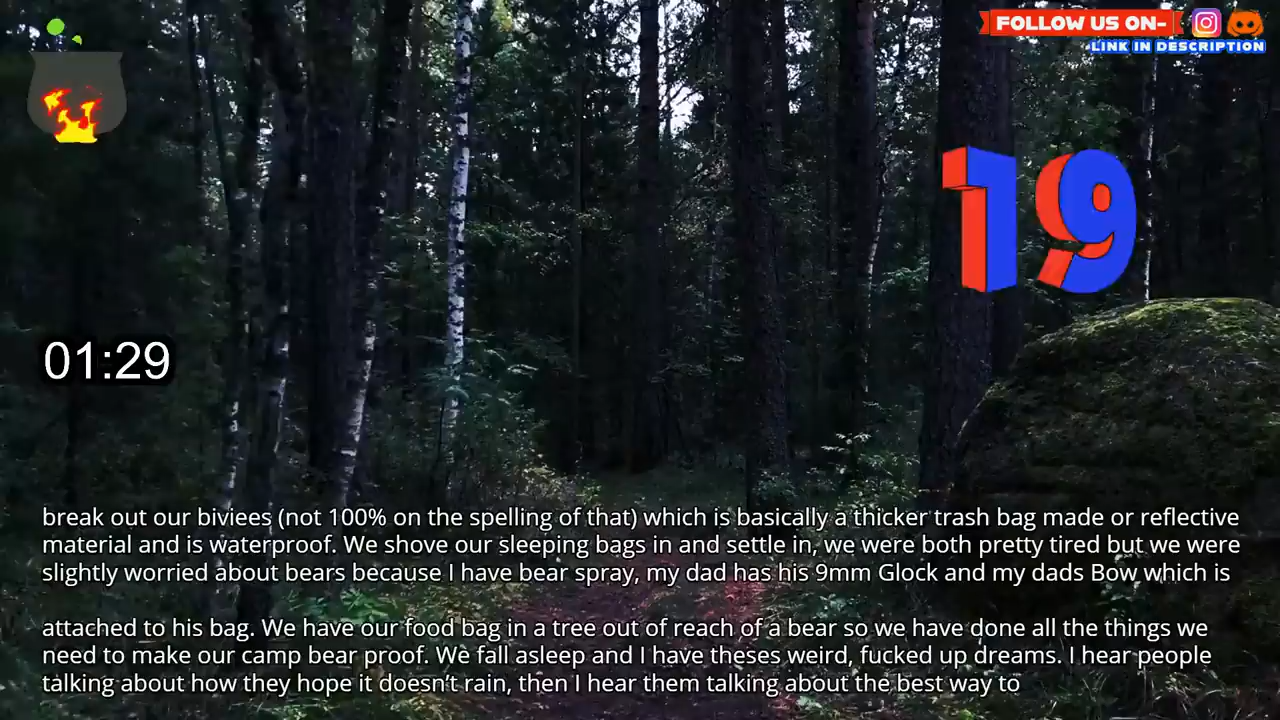 FOLLOW US ON-
LINK IN DESCRIPTION
19
01:29
break out our biviees (not 100% on the spelling of that) which is basically a thicker trash bag made or reflective
material and is waterproof. We shove our sleeping bags in and settle in, we were both pretty tired but we were
slightly worried about bears because I have bear spray, my dad has his 9mm Glock and my dads Bow which is
attached to his bag. We have our food bag in a tree out of reach of a bear so we have done all the things we
need to make our camp bear proof. We fall asleep and I have theses weird, fucked up dreams. I hear people
talking about how they hope it doesn't rain, then I hear them talking about the best way to